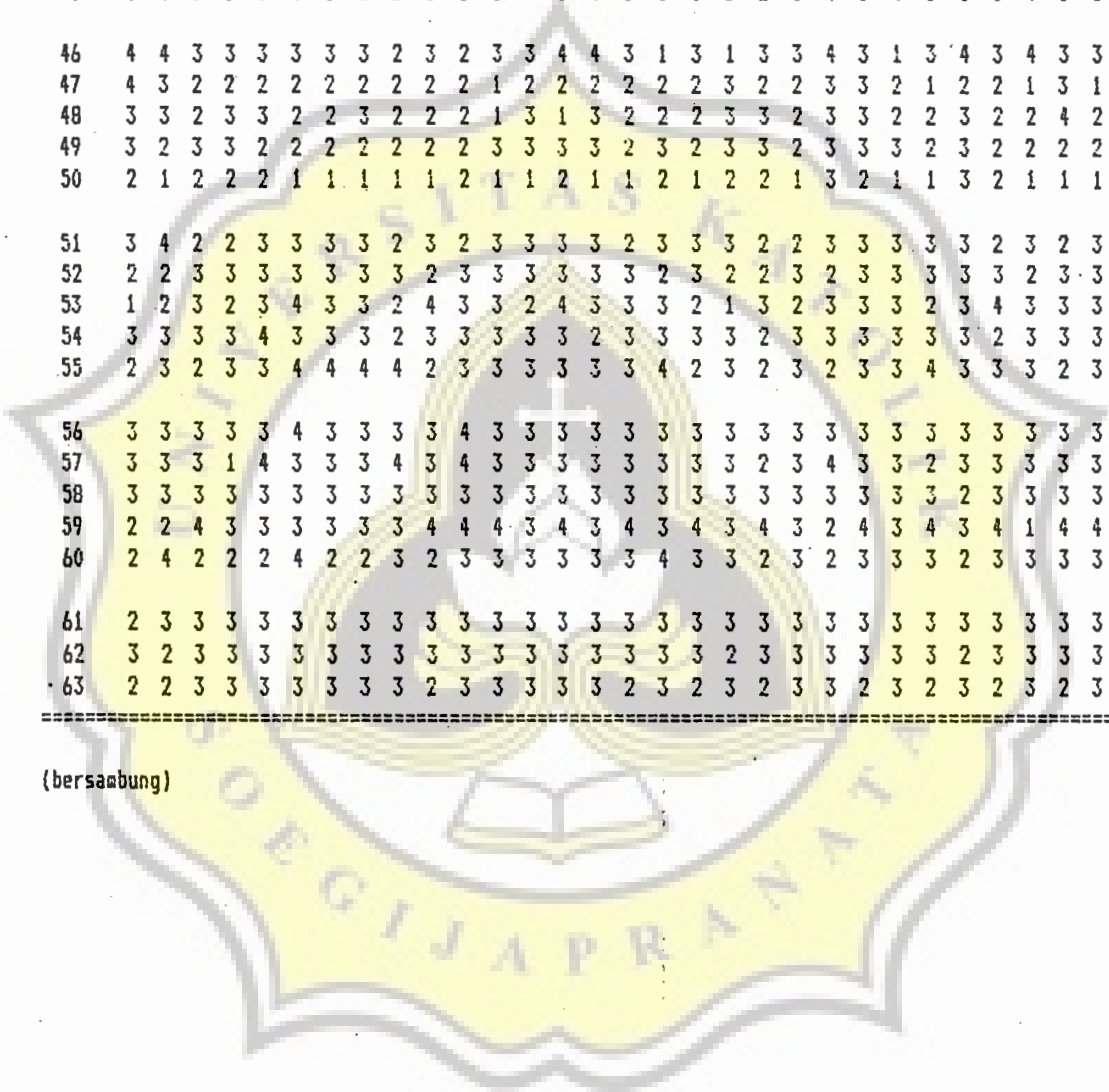 46 4 4 3 3 3 3 3 3 2 3 2 3 3 4 4 3 1 3 1 3 3 4 3 1 3 4 3 4 3 3
47 4 3 2 2 2 2 2 2 2 2 2 1 2 2 2 2 2 2 3 2 2 3 3 2 1 2 2 1 3 1
48 3 3 2 3 3 2 2 3 2 2 2 1 3 1 3 2 2 2 3 3 2 3 3 2 2 3 2 2 4 2
49 3 2 3 3 2 2 2 2 2 2 2 3 3 3 3 2 3 2 3 3 2 3 3 3 2 3 2 2 2 2
50 2 1 2 2 2 1 1 1 1 1 2 1 1 2 1 1 2 1 2 2 1 3 2 1 1 3 2 1 1 1
51 3 4 2 2 3 3 3 3 2 3 2 3 3 3 3 2 3 3 3 2 2 3 3 3 3 3 2 3 2 3
52 2 2 3 3 3 3 3 3 3 2 3 3 3 3 3 3 2 3 2 2 3 2 3 3 3 3 3 2 3 3
53 1 2 3 2 3 4 3 3 2 4 3 3 2 4 3 3 3 2 1 3 2 3 3 3 2 3 4 3 3 3
54 3 3 3 3 4 3 3 3 2 3 3 3 3 3 2 3 3 3 3 2 3 3 3 3 3 3 2 3 3 3
55 2 3 2 3 3 4 4 4 4 2 3 3 3 3 3 3 4 2 3 2 3 2 3 3 4 3 3 3 2 3
56 3 3 3 3 3 4 3 3 3 3 4 3 3 3 3 3 3 3 3 3 3 3 3 3 3 3 3 3 3 3
57 3 3 3 1 4 3 3 3 4 3 4 3 3 3 3 3 3 3 3 2 3 4 3 3 2 3 3 3 3 3
58 3 3 3 3 3 3 3 3 3 3 3 3 3 3 3 3 3 3 3 3 3 3 3 3 3 2 3 3 3 3
59 2 2 4 3 3 3 3 3 3 4 4 4 3 4 3 4 3 4 3 4 3 2 4 3 4 3 4 1 4 4
60 2 4 2 2 2 4 2 2 3 2 3 3 3 3 3 3 4 3 3 2 3 2 3 3 3 2 3 3 3 3
61 2 3 3 3 3 3 3 3 3 3 3 3 3 3 3 3 3 3 3 3 3 3 3 3 3 3 3 3 3 3
62 3 2 3 3 3 3 3 3 3 3 3 3 3 3 3 3 3 3 2 3 3 3 3 3 3 2 3 3 3 3
63 2 2 3 3 3 3 3 3 3 2 3 3 3 3 3 2 3 2 3 2 3 3 2 3 2 3 2 3 2 3
(bersambung)
UNIVERSITAS KATOLIK
SOEGIJAPRANATA